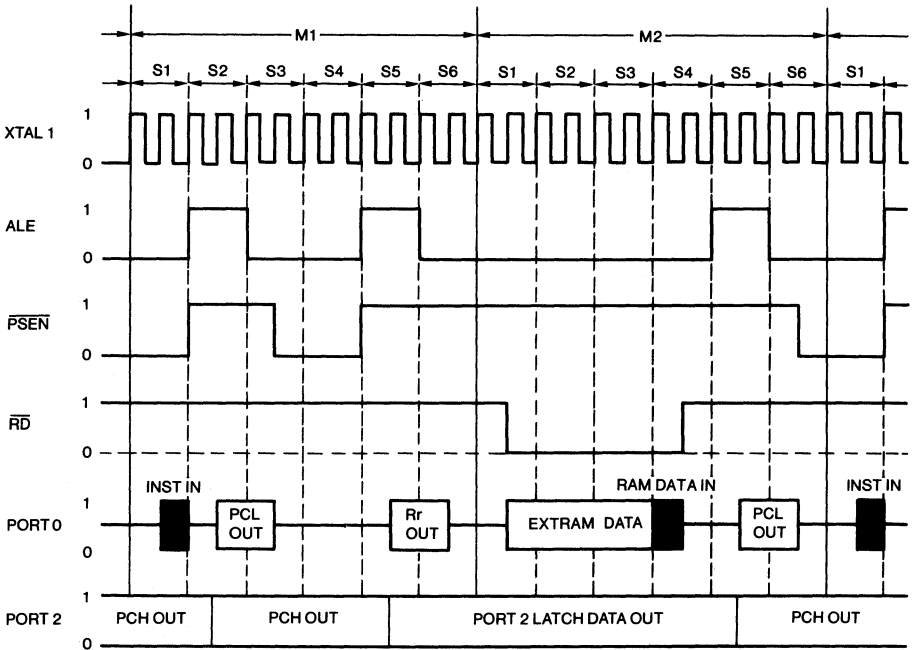 M1 M2
S1 S2 S3 S4 S5 S6 S1 S2 S3 S4 S5 S6 S1
XTAL 1 1 0
ALE 1 0
PSEN 1 0
RD 1 0
INST IN RAM DATA IN INST IN
PORT 0 1 0
PCL OUT
Rr OUT
EXTRAM DATA
PCL OUT
PORT 2 1 0
PCH OUT PCH OUT PORT 2 LATCH DATA OUT PCH OUT